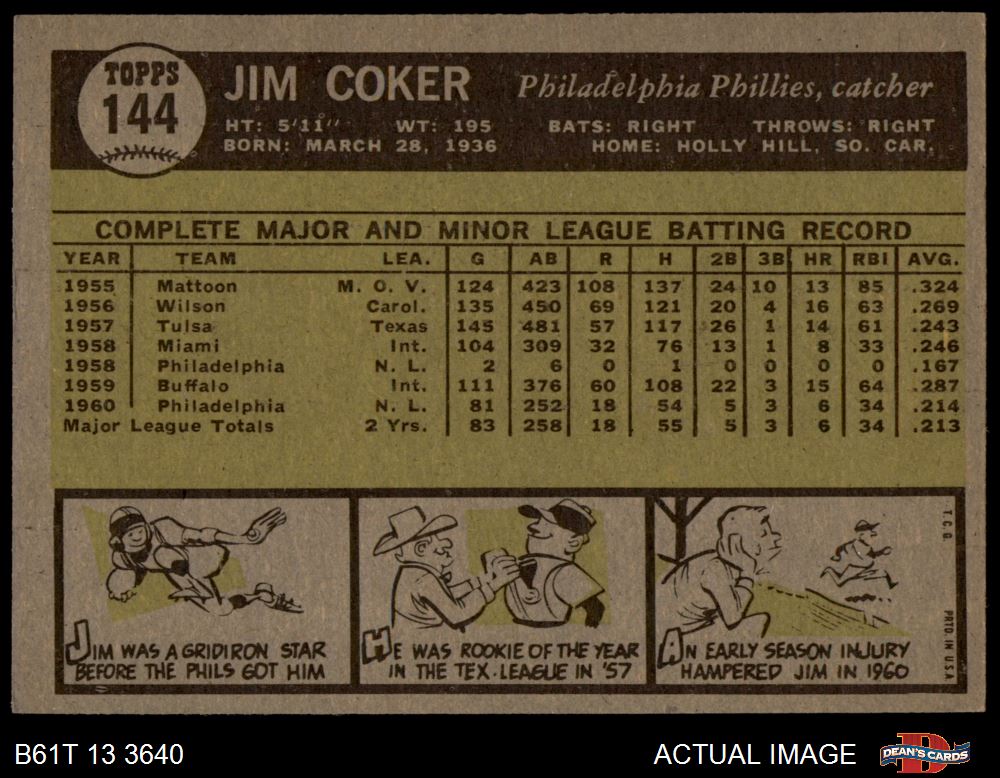 TOPPS
144
JIM COKER
Philadelphia Phillies, catcher
HT: 5'11" WT: 195 BATS: RIGHT THROWS: RIGHT
BORN: MARCH 28, 1936 HOME: HOLLY HILL, SO. CAR.
COMPLETE MAJOR AND MINOR LEAGUE BATTING RECORD
YEAR TEAM LEA. G AB R H 2B 3B HR RBI AVG.
1955 Mattoon M. O. V. 124 423 108 137 24 10 13 85 .324
1956 Wilson Carol. 135 450 69 121 20 4 16 63 .269
1957 Tulsa Texas 145 481 57 117 26 1 14 61 .243
1958 Miami Int. 104 309 32 76 13 1 8 33 .246
1958 Philadelphia N. L. 2 6 0 1 0 0 0 0 .167
1959 Buffalo Int. 111 376 60 108 22 3 15 64 .287
1960 Philadelphia N. L. 81 252 18 54 5 3 6 34 .214
Major League Totals 2 Yrs. 83 258 18 55 5 3 6 34 .213
JIM WAS A GRIDIRON STAR
BEFORE THE PHILS GOT HIM
HE WAS ROOKIE OF THE YEAR
IN THE TEX. LEAGUE IN '57
AN EARLY SEASON INJURY
HAMPERED JIM IN 1960
T.C.G.
PRTD. IN U.S.A.
B61T 13 3640
ACTUAL IMAGE
D
DEAN'S CARDS